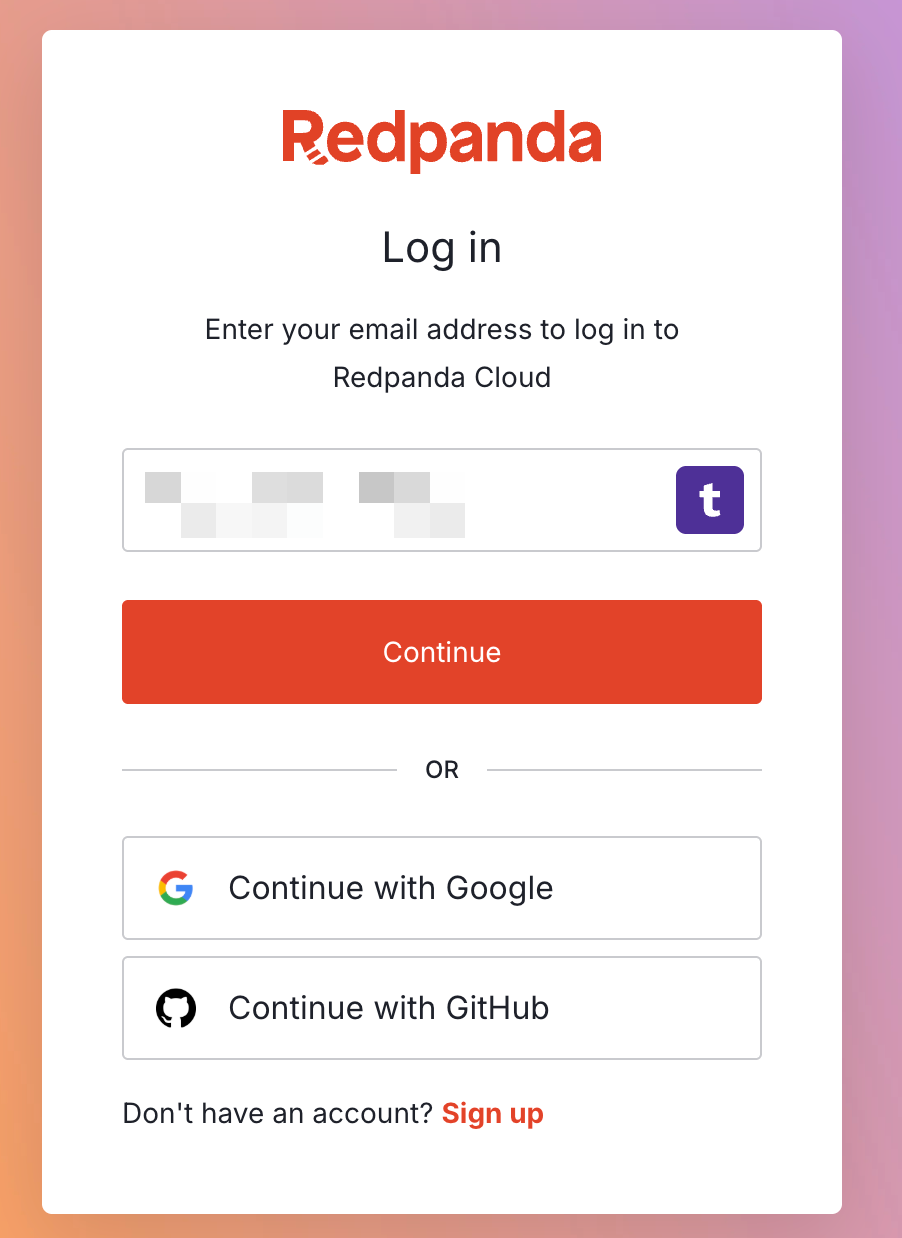 Redpanda
Log in
Enter your email address to log in to
Redpanda Cloud
t
Continue
OR
Continue with Google
Continue with GitHub
Don't have an account? Sign up